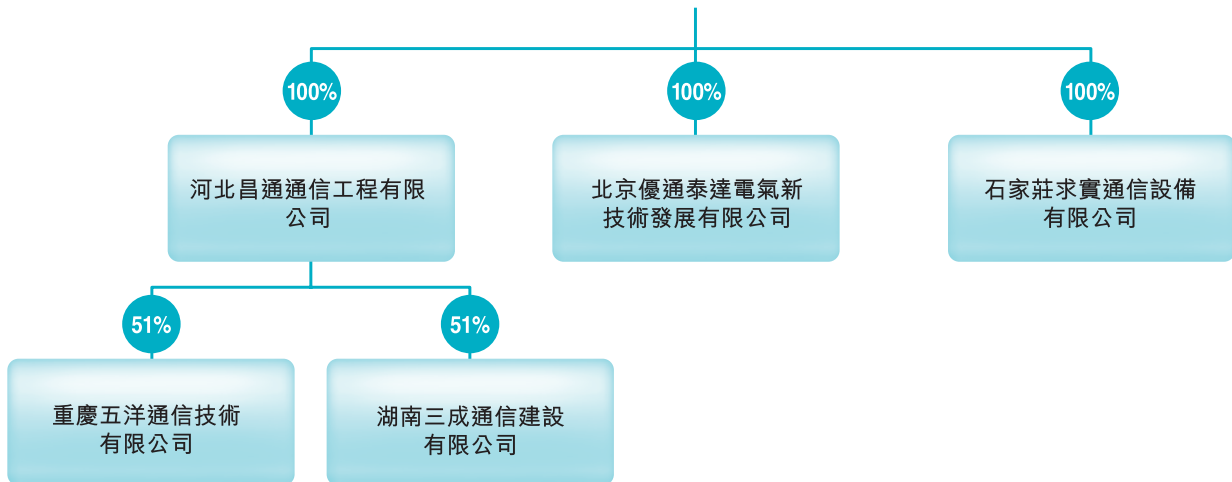 100%
100%
100%
河北昌通通信工程有限
公司
北京優通泰達電氣新
技術發展有限公司
石家莊求實通信設備
有限公司
51%
51%
重慶五洋通信技術
有限公司
湖南三成通信建設
有限公司